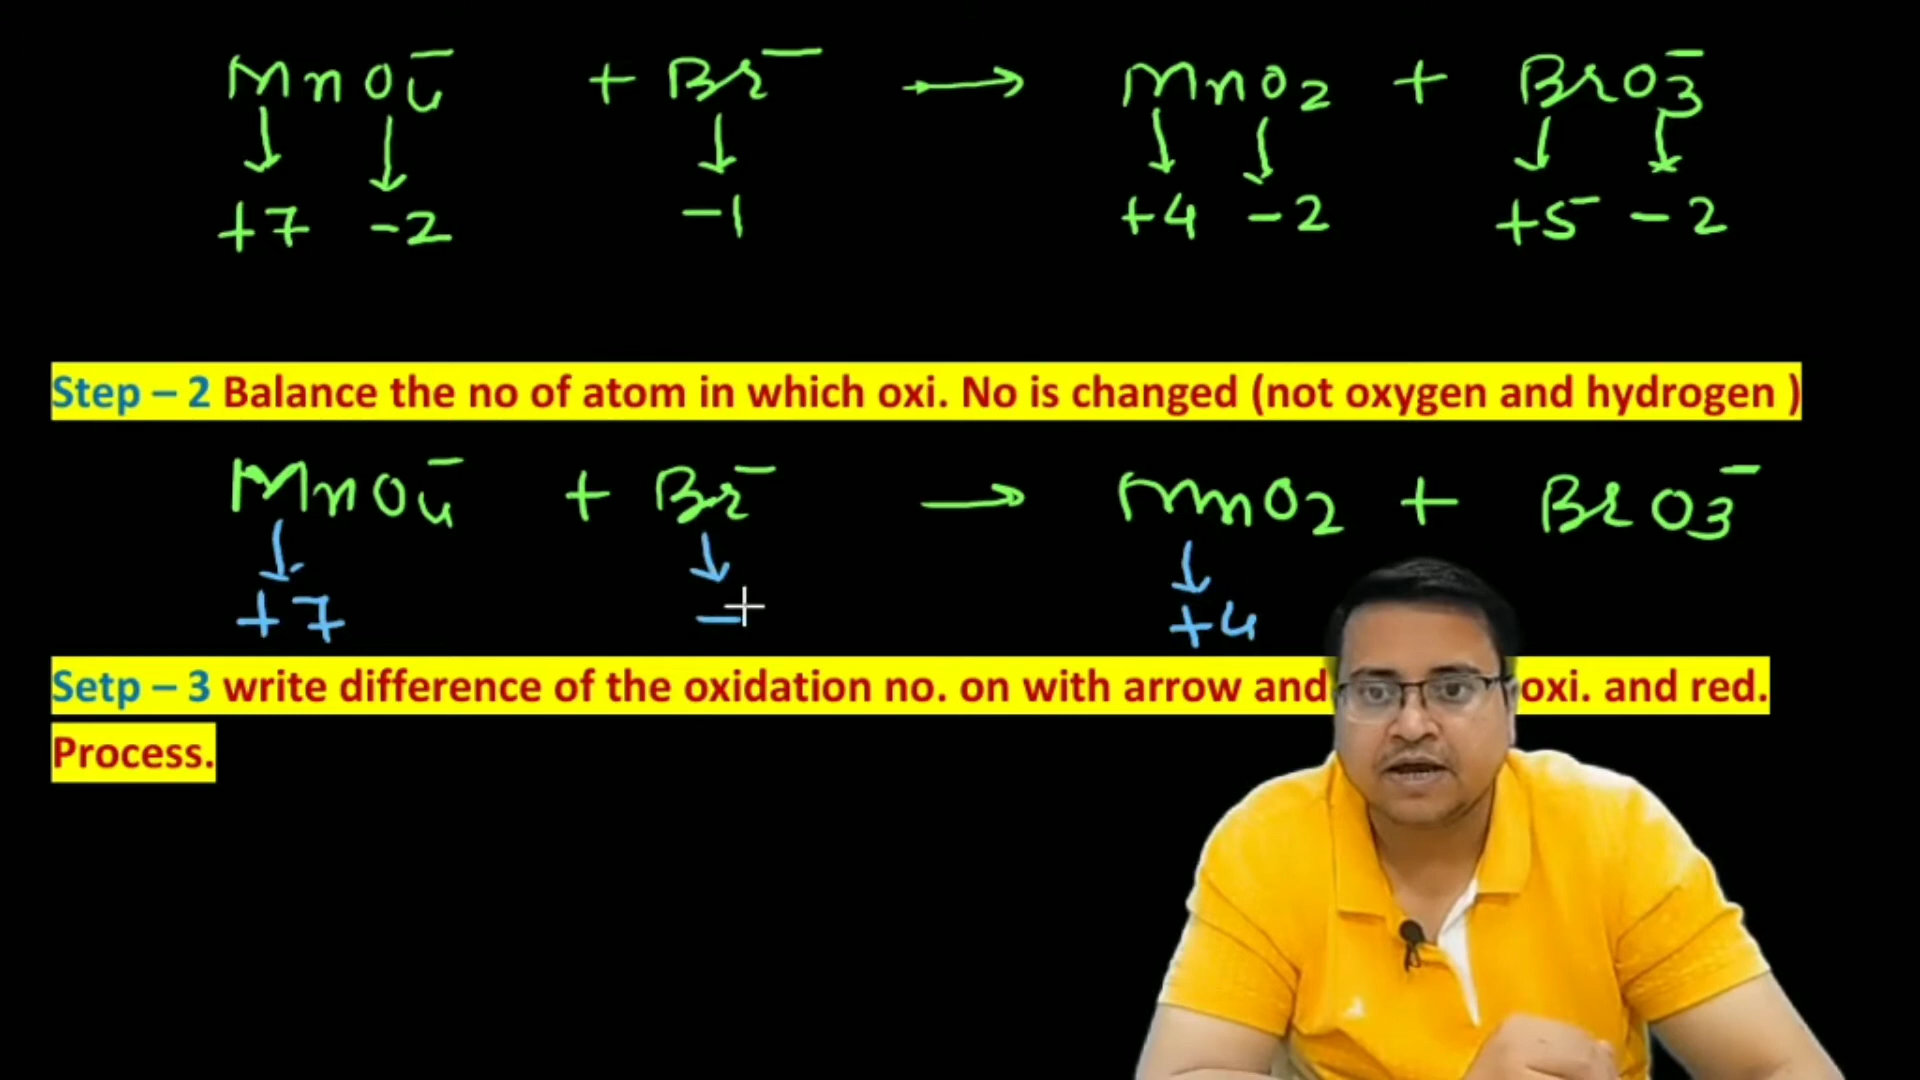 MnO₄⁻ + Br⁻ → MnO₂ + BrO₃⁻
↓ ↓ ↓ ↓ ↓ ↓ ↓
+7 -2 -1 +4 -2 +5 -2
Step – 2 Balance the no of atom in which oxi. No is changed (not oxygen and hydrogen )
MnO₄⁻ + Br⁻ → MnO₂ + BrO₃⁻
↓ ↓ ↓
+7 – +4
Setp – 3 write difference of the oxidation no. on with arrow and oxi. and red.
Process.